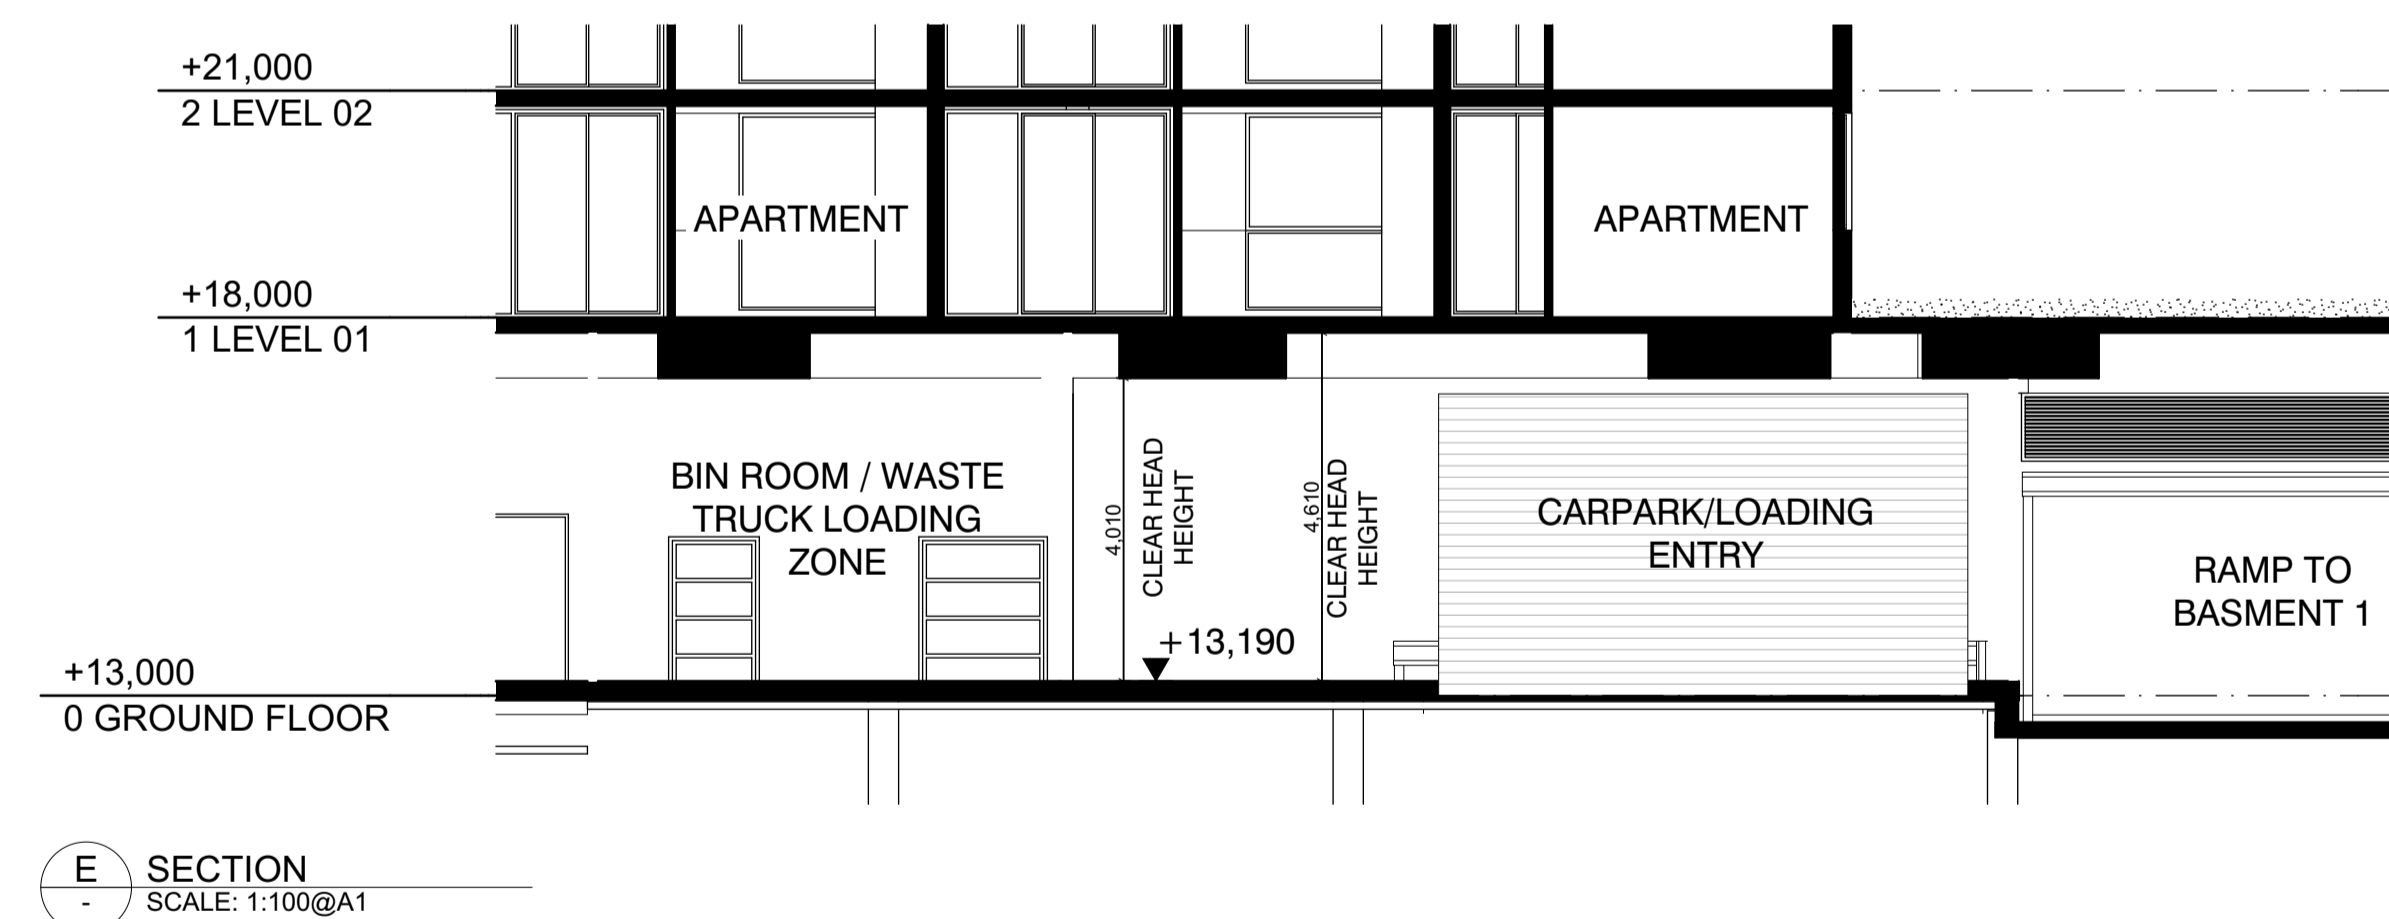 +21,000
2 LEVEL 02
APARTMENT
APARTMENT
+18,000
1 LEVEL 01
BIN ROOM / WASTE
TRUCK LOADING
ZONE
4,010
CLEAR HEAD
HEIGHT
4,610
CLEAR HEAD
HEIGHT
CARPARK/LOADING
ENTRY
RAMP TO
BASMENT 1
+13,190
+13,000
0 GROUND FLOOR
E
-
SECTION
SCALE: 1:100@A1